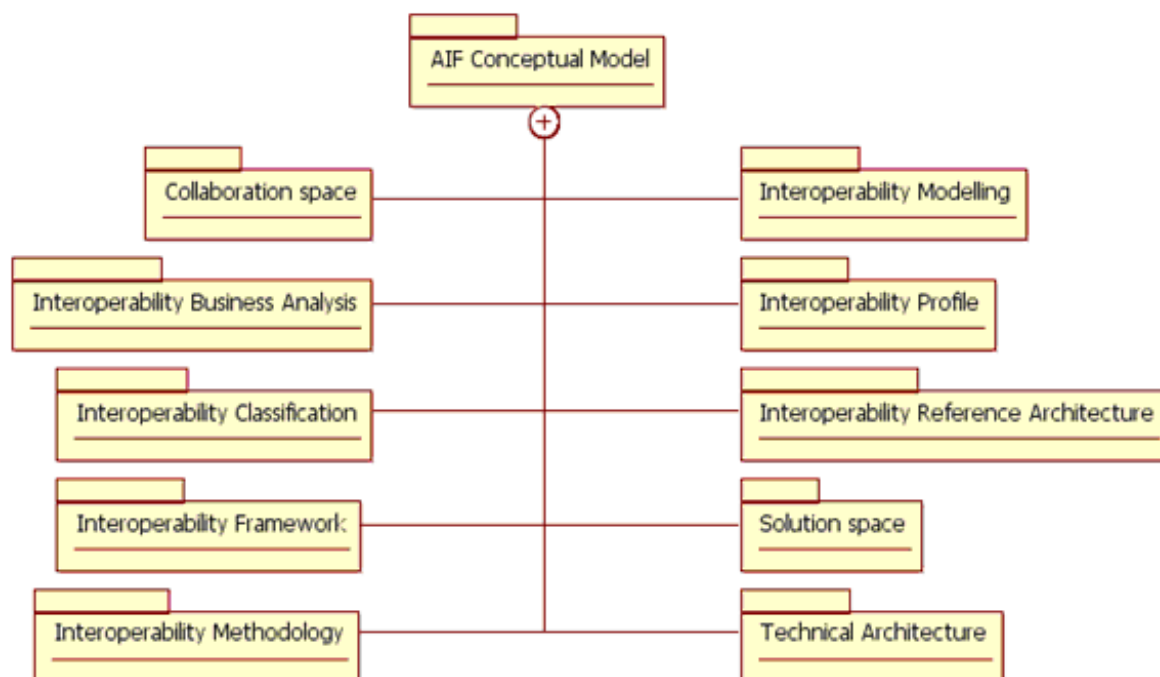 AIF Conceptual Model
Collaboration space
Interoperability Modelling
Interoperability Business Analysis
Interoperability Profile
Interoperability Classification
Interoperability Reference Architecture
Interoperability Framework
Solution space
Interoperability Methodology
Technical Architecture